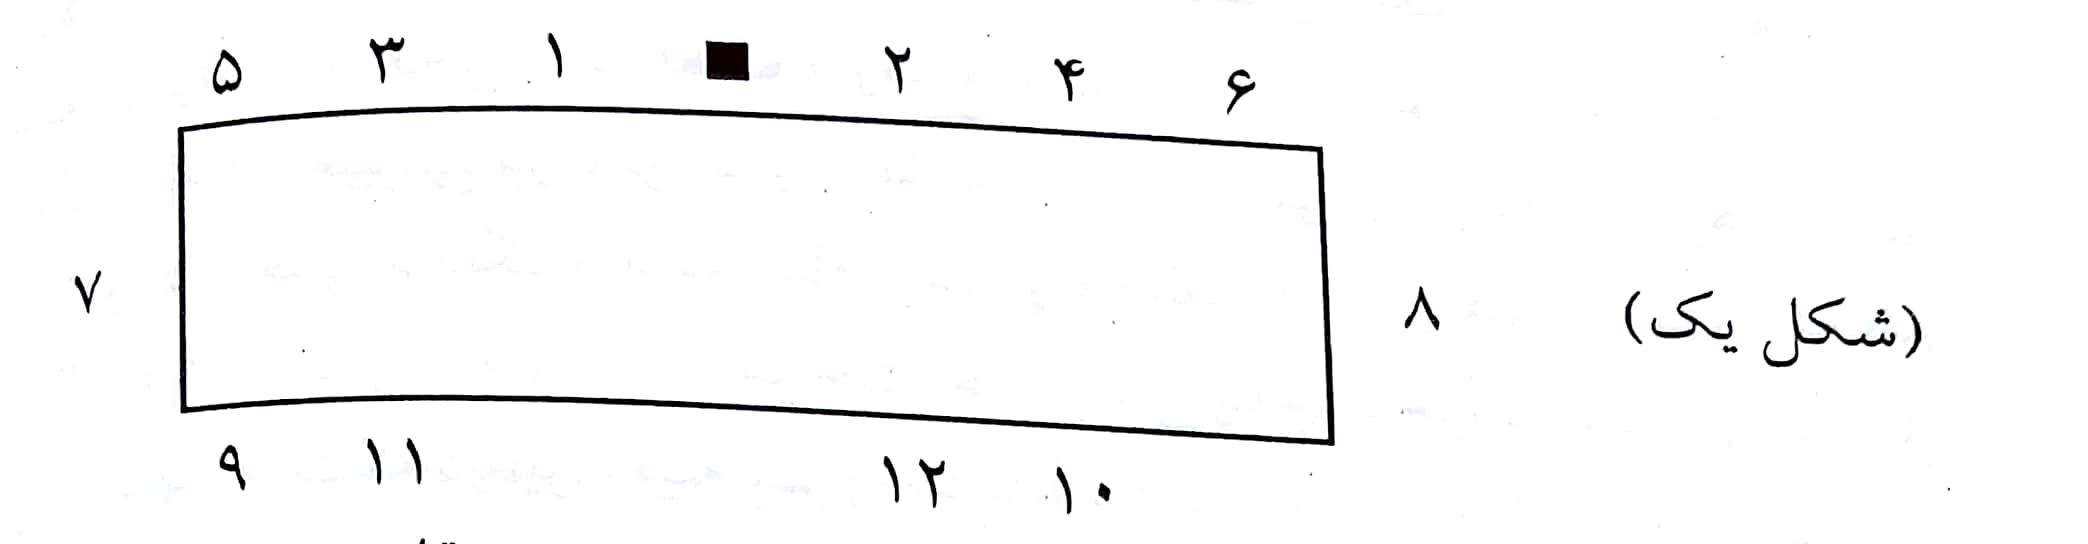 ۵ ۳ ۱ ■ ۲ ۴ ۶
۷ ۸ (شکل یک)
۹ ۱۱ ۱۲ ۱۰